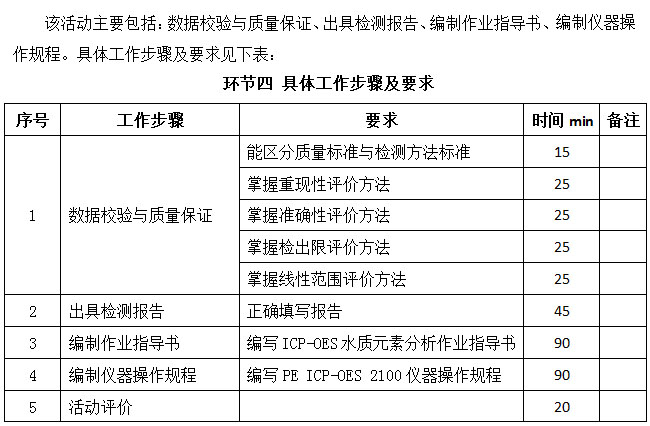 该活动主要包括：数据校验与质量保证、出具检测报告、编制作业指导书、编制仪器操
作规程。具体工作步骤及要求见下表：
环节四 具体工作步骤及要求
序号 工作步骤 要求 时间 min 备注
1 数据校验与质量保证 能区分质量标准与检测方法标准 15
掌握重现性评价方法 25
掌握准确性评价方法 25
掌握检出限评价方法 25
掌握线性范围评价方法 25
2 出具检测报告 正确填写报告 45
3 编制作业指导书 编写 ICP-OES 水质元素分析作业指导书 90
4 编制仪器操作规程 编写 PE ICP-OES 2100 仪器操作规程 90
5 活动评价 20